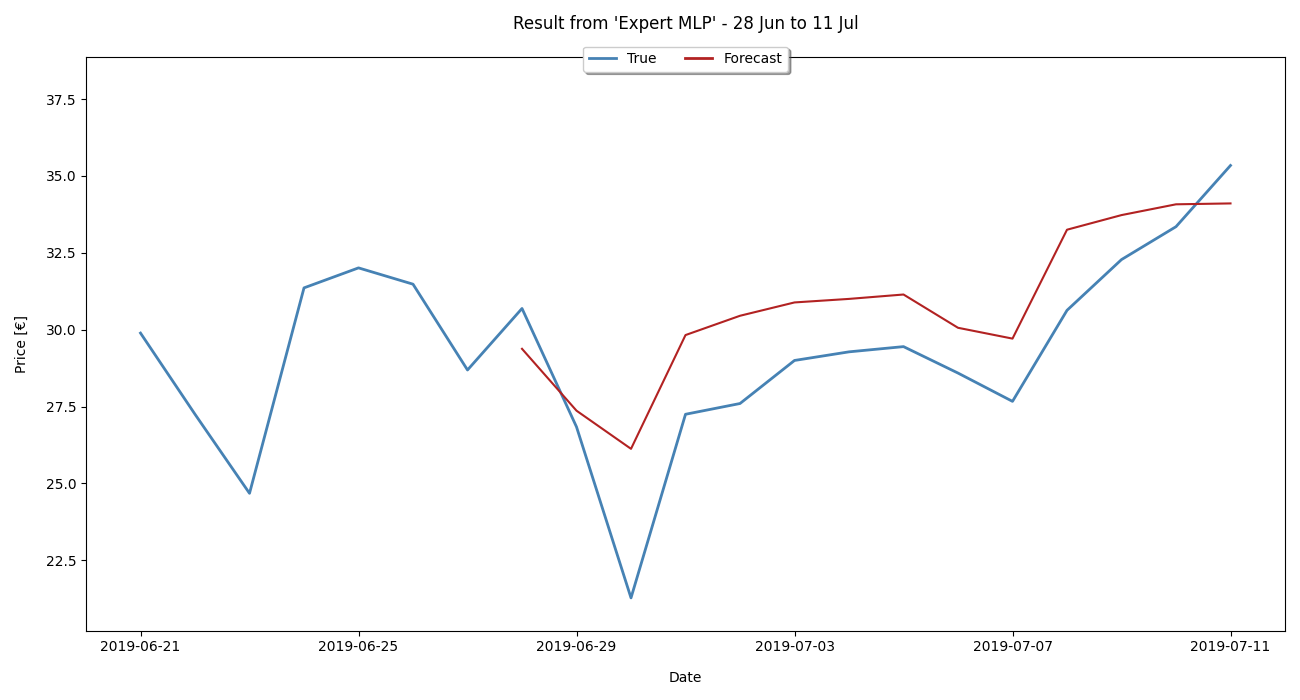 Result from 'Expert MLP' - 28 Jun to 11 Jul
True Forecast
37.5
35.0
32.5
30.0
27.5
25.0
22.5
Price [€]
2019-06-21 2019-06-25 2019-06-29 2019-07-03 2019-07-07 2019-07-11
Date